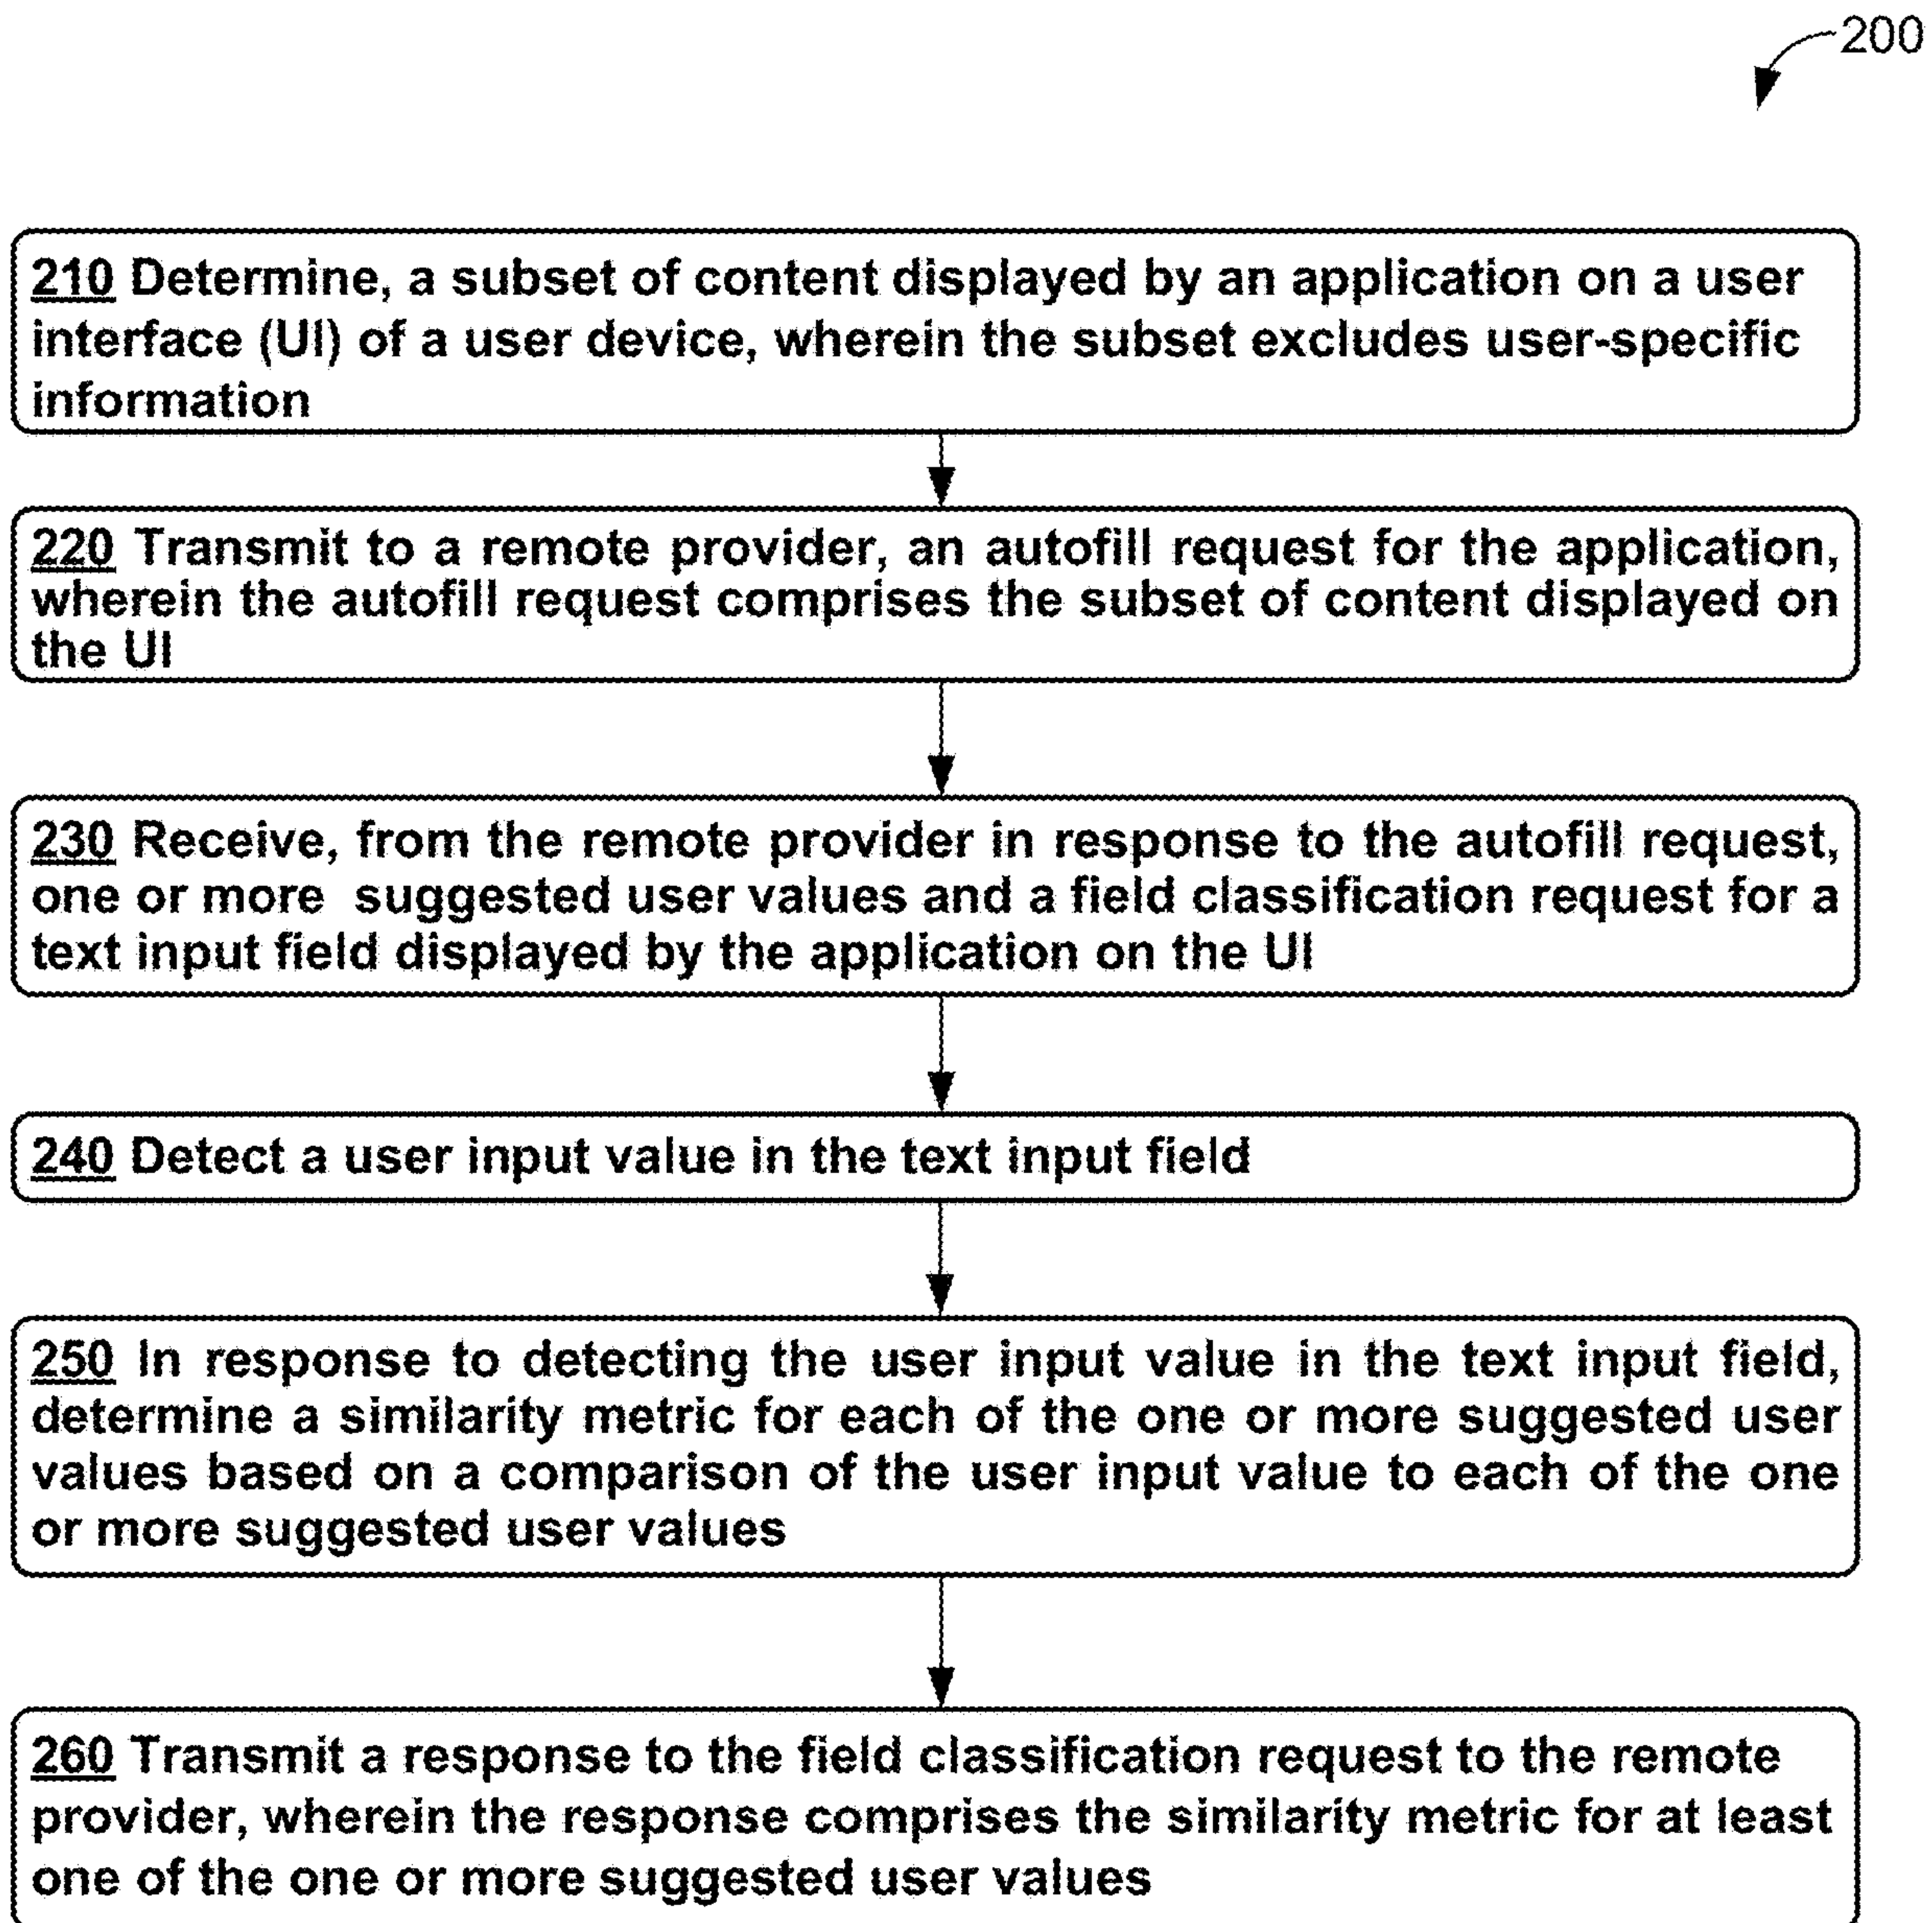 200
210 Determine, a subset of content displayed by an application on a user
interface (UI) of a user device, wherein the subset excludes user-specific
information
220 Transmit to a remote provider, an autofill request for the application,
wherein the autofill request comprises the subset of content displayed on
the UI
230 Receive, from the remote provider in response to the autofill request,
one or more suggested user values and a field classification request for a
text input field displayed by the application on the UI
240 Detect a user input value in the text input field
250 In response to detecting the user input value in the text input field,
determine a similarity metric for each of the one or more suggested user
values based on a comparison of the user input value to each of the one
or more suggested user values
260 Transmit a response to the field classification request to the remote
provider, wherein the response comprises the similarity metric for at least
one of the one or more suggested user values